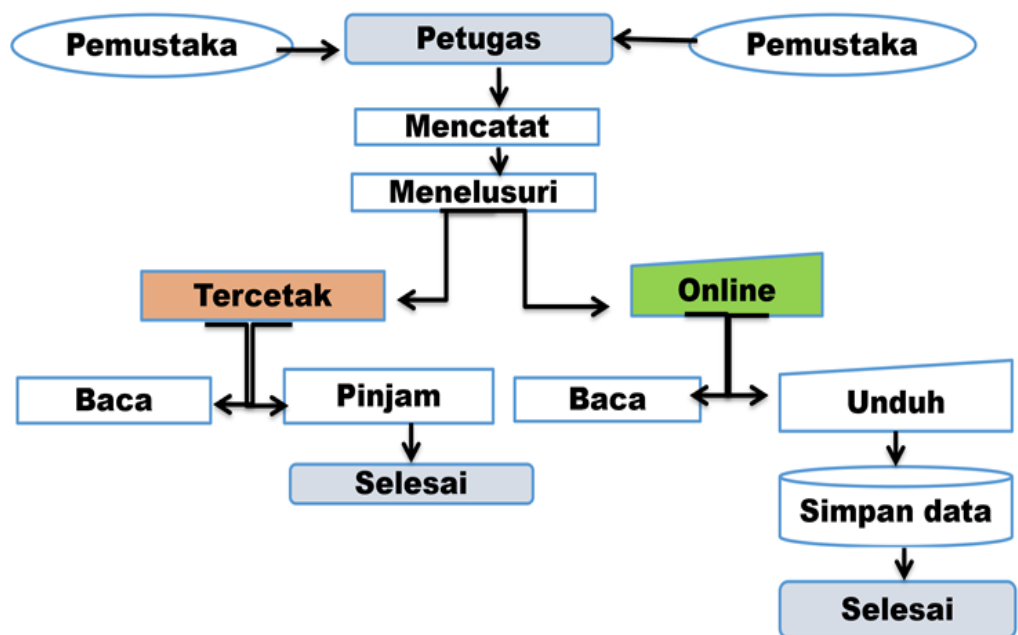 Pemustaka
Petugas
Pemustaka
Mencatat
Menelusuri
Tercetak
Online
Baca
Pinjam
Baca
Unduh
Selesai
Simpan data
Selesai